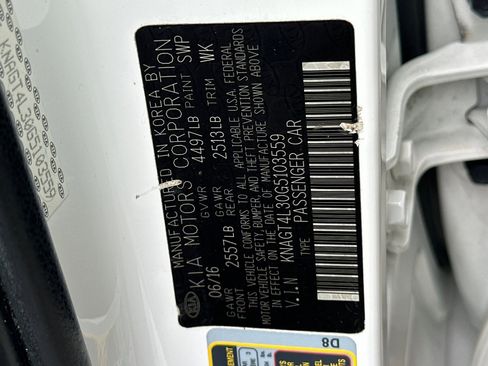 MANUFACTURED IN KOREA BY
KIA KIA MOTORS CORPORATION
06/16 GVWR 4497LB PAINT SWP
GAWR 2557LB GAWR 2513LB TRIM WK
FRONT REAR
THIS VEHICLE CONFORMS TO ALL APPLICABLE U.S.A. FEDERAL
MOTOR VEHICLE SAFETY, BUMPER, AND THEFT PREVENTION STANDARDS
IN EFFECT ON THE DATE OF MANUFACTURE SHOWN ABOVE
V.I.N KNAGT4L30G5103559
TYPE PASSENGER CAR
D8